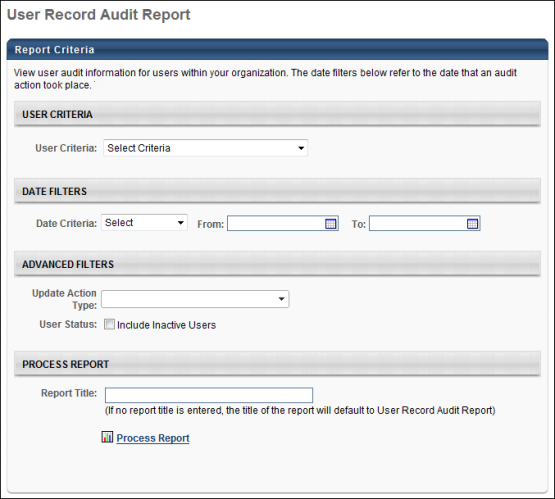 User Record Audit Report
Report Criteria
View user audit information for users within your organization. The date filters below refer to the date that an audit
action took place.
USER CRITERIA
User Criteria: Select Criteria
DATE FILTERS
Date Criteria: Select From: To:
ADVANCED FILTERS
Update Action
Type:
User Status: Include Inactive Users
PROCESS REPORT
Report Title:
(If no report title is entered, the title of the report will default to User Record Audit Report)
Process Report